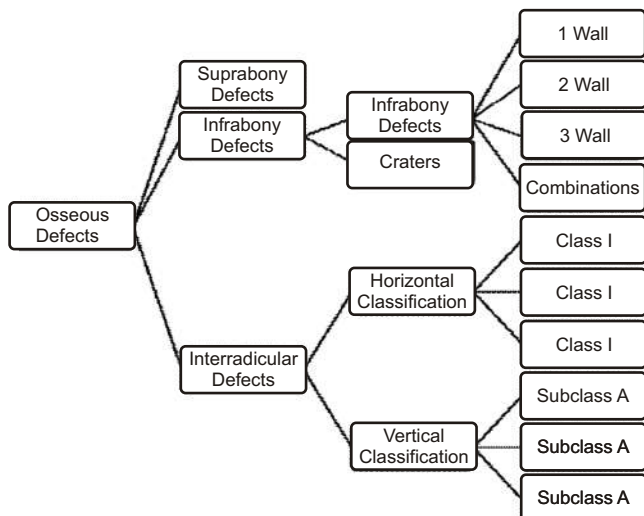 Osseous
Defects
Suprabony
Defects
Infrabony
Defects
Infrabony
Defects
Craters
1 Wall
2 Wall
3 Wall
Combinations
Interradicular
Defects
Horizontal
Classification
Class I
Class I
Class I
Vertical
Classification
Subclass A
Subclass A
Subclass A